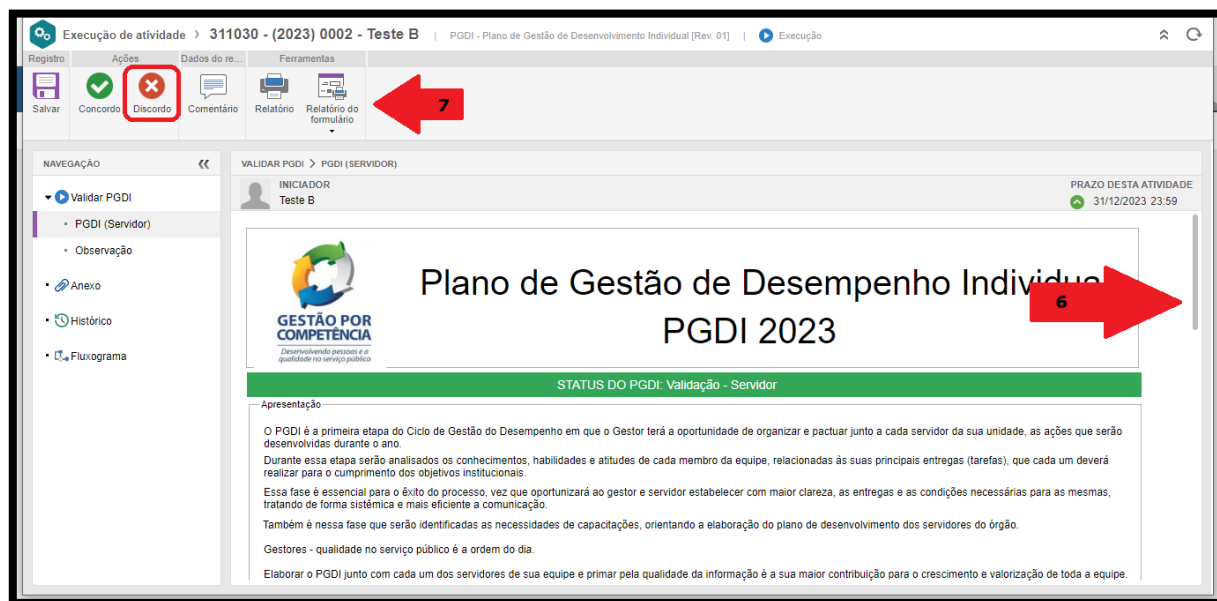 Execução de atividade > 311030 - (2023) 0002 - Teste B | PGDI - Plano de Gestão de Desenvolvimento Individual [Rev. 01] | Execução
Registro Ações Dados do re... Ferramentas
Salvar Concordo Discordo Comentário Relatório Relatório do
formulário
7
NAVEGAÇÃO
Validar PGDI
PGDI (Servidor)
Observação
Anexo
Histórico
Fluxograma
VALIDAR PGDI > PGDI (SERVIDOR)
INICIADOR
Teste B
PRAZO DESTA ATIVIDADE
31/12/2023 23:59
GESTÃO POR
COMPETÊNCIA
Desenvolvendo pessoas e a
qualidade no serviço público
Plano de Gestão de Desempenho Individual
PGDI 2023
6
STATUS DO PGDI: Validação - Servidor
Apresentação
O PGDI é a primeira etapa do Ciclo de Gestão do Desempenho em que o Gestor terá a oportunidade de organizar e pactuar junto a cada servidor da sua unidade, as ações que serão
desenvolvidas durante o ano.
Durante essa etapa serão analisados os conhecimentos, habilidades e atitudes de cada membro da equipe, relacionadas às suas principais entregas (tarefas), que cada um deverá
realizar para o cumprimento dos objetivos institucionais.
Essa fase é essencial para o êxito do processo, vez que oportunizará ao gestor e servidor estabelecer com maior clareza, as entregas e as condições necessárias para as mesmas,
tratando de forma sistêmica e mais eficiente a comunicação.
Também é nessa fase que serão identificadas as necessidades de capacitações, orientando a elaboração do plano de desenvolvimento dos servidores do órgão.
Gestores - qualidade no serviço público é a ordem do dia.
Elaborar o PGDI junto com cada um dos servidores de sua equipe e primar pela qualidade da informação é a sua maior contribuição para o crescimento e valorização de toda a equipe.